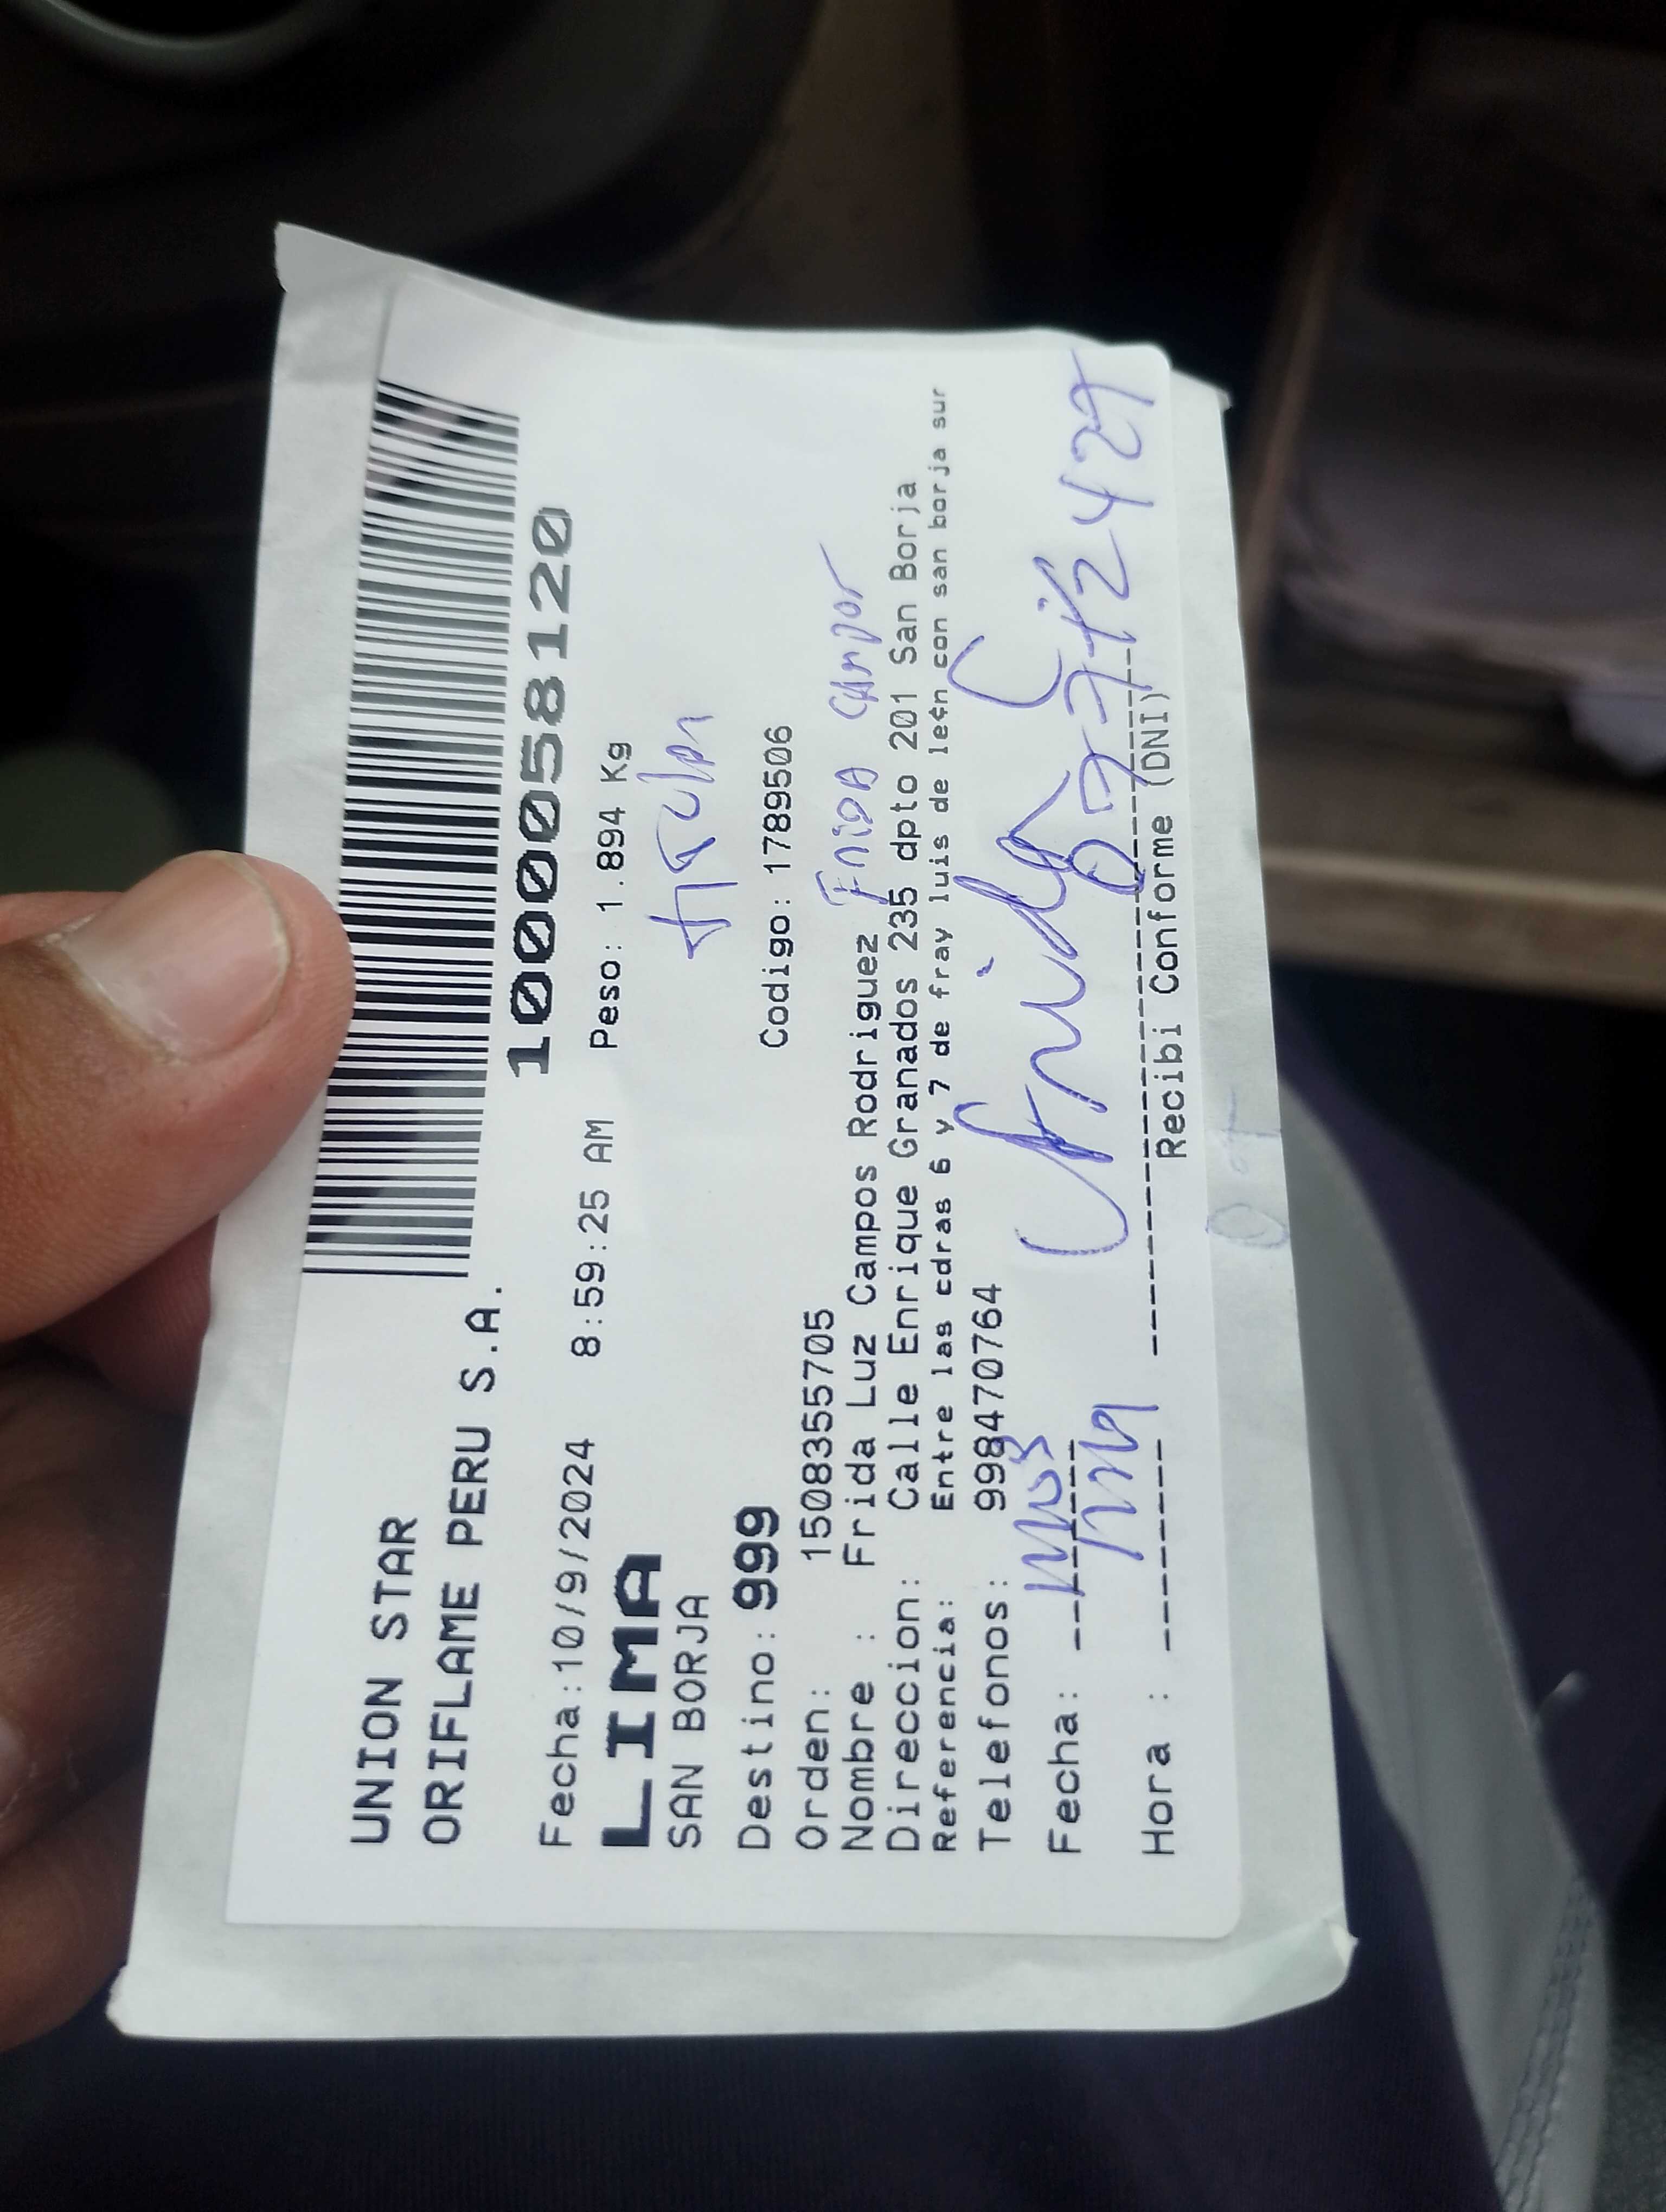 UNION STAR
ORIFLAME PERU S.A.
100058120
Fecha:10/9/2024 8:59:25 AM Peso: 1.894 Kg
LIMA
SAN BORJA
Destino: 999 Codigo: 1789506
Orden: 1508355705
Nombre : Frida Luz Campos Rodriguez Frida Campos
Direccion: Calle Enrique Granados 235 dpto 201 San Borja
Referencia: Entre las cdras 6 y 7 de fray luis de le¢n con san borja sur
Telefonos: 998470764
Frida C
Fecha:
Hora :
Recibi Conforme (DNI)